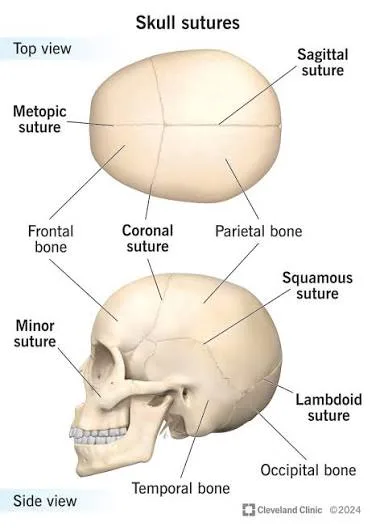 Skull sutures
Top view
Sagittal
suture
Metopic
suture
Frontal
bone
Coronal
suture
Parietal bone
Squamous
suture
Minor
suture
Lambdoid
suture
Occipital bone
Temporal bone
Side view
Cleveland Clinic ©2024